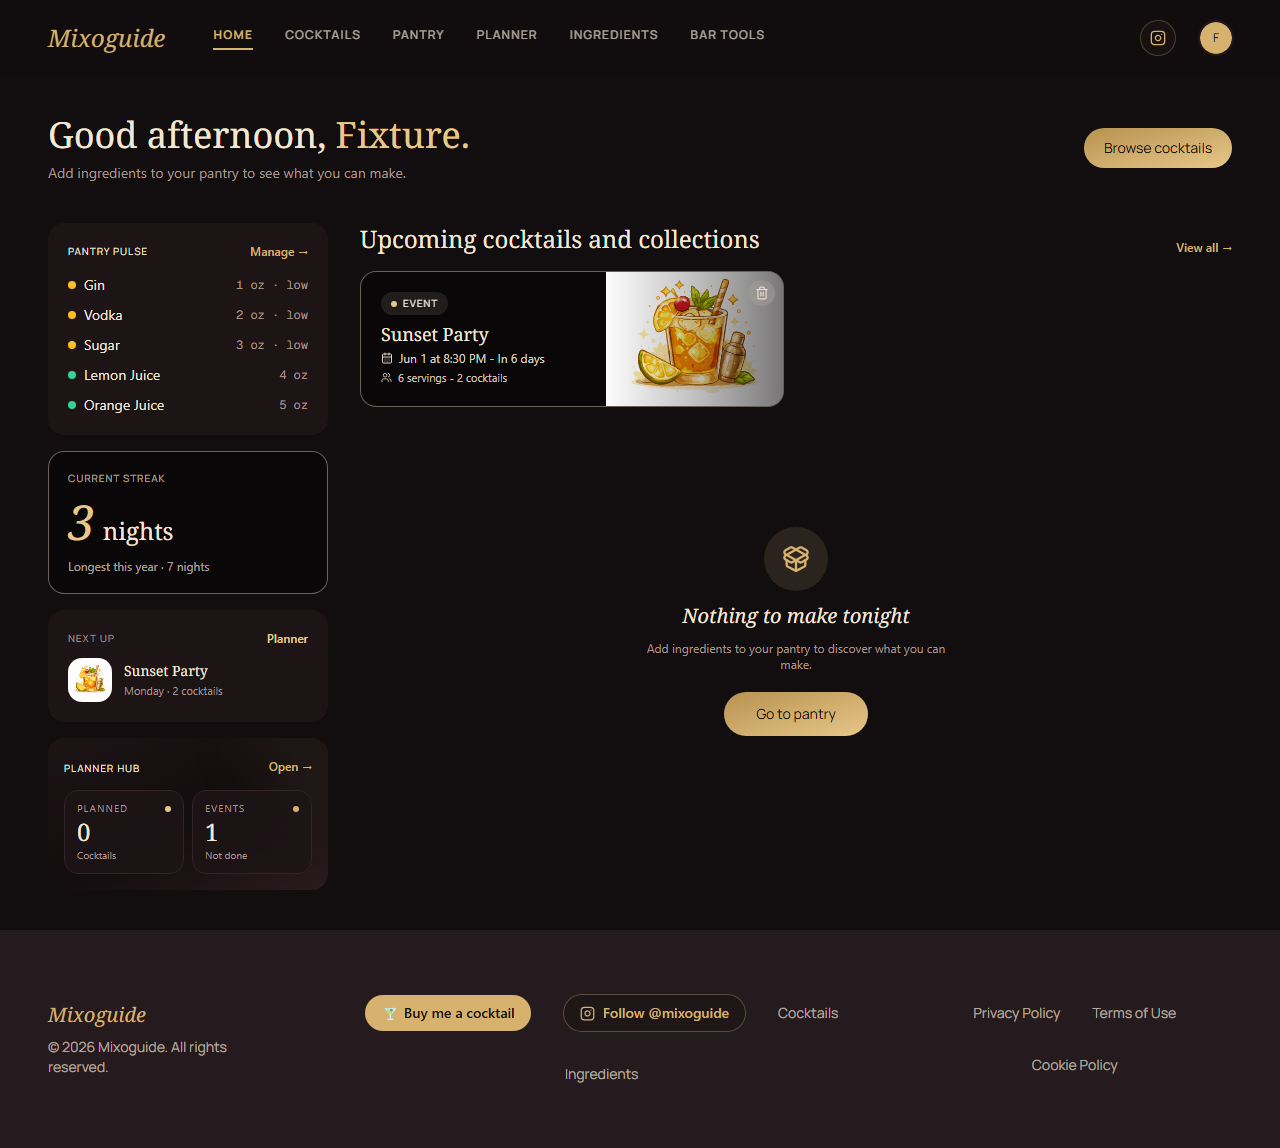 Mixoguide
HOME COCKTAILS PANTRY PLANNER INGREDIENTS BAR TOOLS
F
Good afternoon, Fixture.
Add ingredients to your pantry to see what you can make.
Browse cocktails
PANTRY PULSE Manage →
Gin 1 oz · low
Vodka 2 oz · low
Sugar 3 oz · low
Lemon Juice 4 oz
Orange Juice 5 oz
CURRENT STREAK
3 nights
Longest this year · 7 nights
NEXT UP Planner
Sunset Party
Monday · 2 cocktails
PLANNER HUB Open →
PLANNED
0
Cocktails
EVENTS
1
Not done
Upcoming cocktails and collections
View all →
EVENT
Sunset Party
Jun 1 at 8:30 PM - In 6 days
6 servings - 2 cocktails
Nothing to make tonight
Add ingredients to your pantry to discover what you can
make.
Go to pantry
Mixoguide
© 2026 Mixoguide. All rights
reserved.
Buy me a cocktail
Follow @mixoguide
Cocktails
Ingredients
Privacy Policy Terms of Use
Cookie Policy